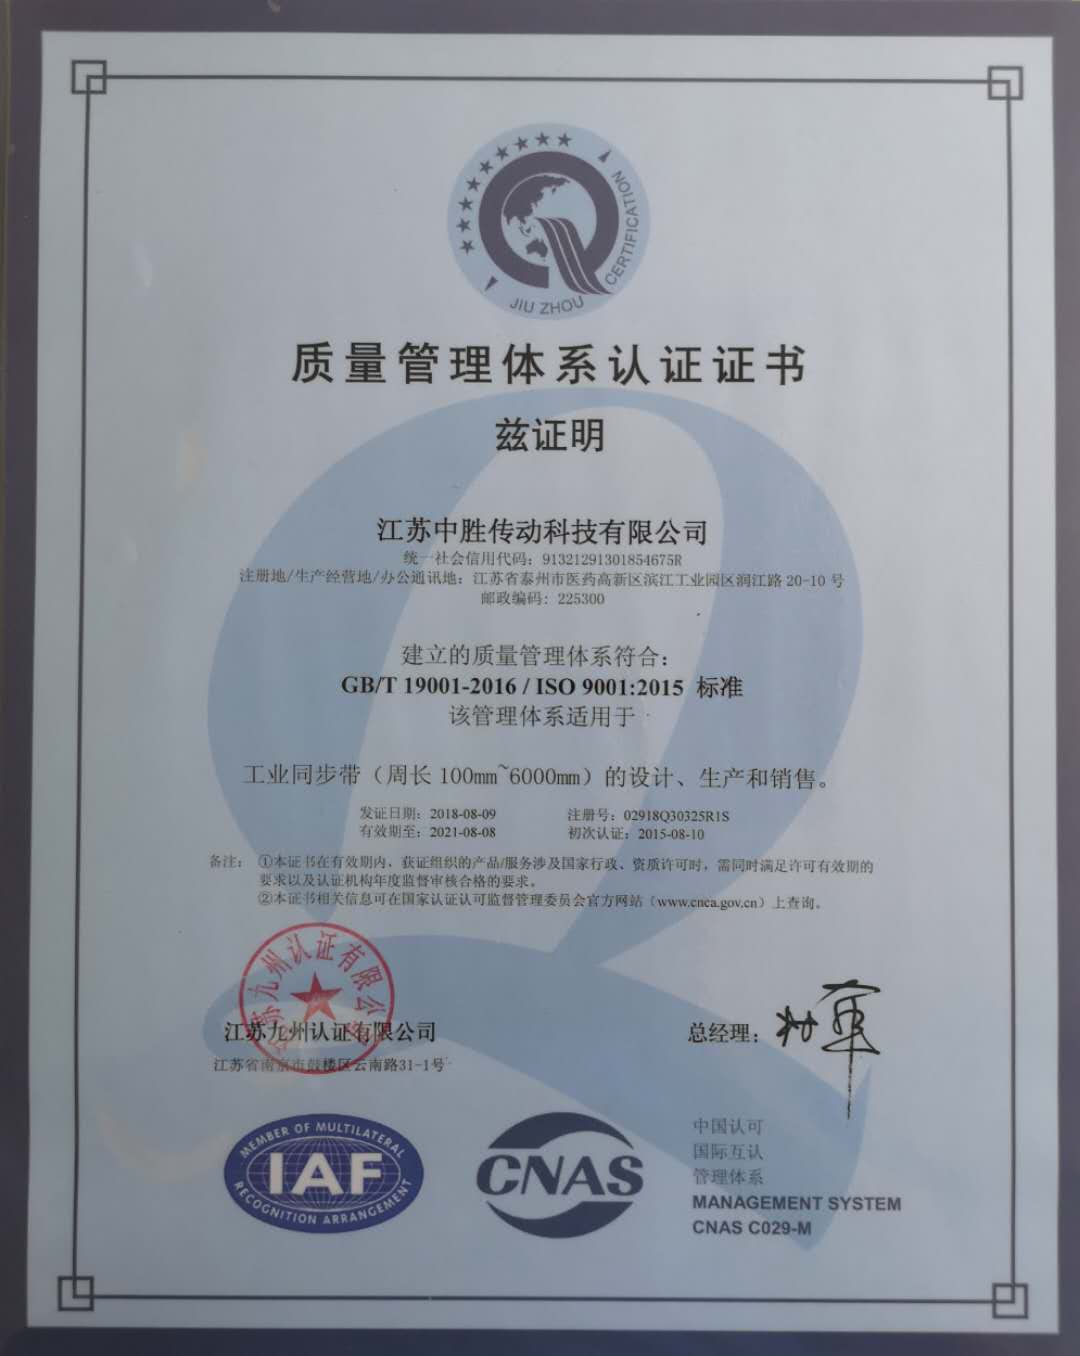 JIU ZHOU CERTIFICATION
质量管理体系认证证书
兹证明
江苏中胜传动科技有限公司
统一社会信用代码：91321291301854675R
注册地/生产经营地/办公通讯地：江苏省泰州市医药高新区滨江工业园区润江路 20-10 号
邮政编码：225300
建立的质量管理体系符合：
GB/T 19001-2016 / ISO 9001:2015 标准
该管理体系适用于
工业同步带（周长 100mm~6000mm）的设计、生产和销售。
发证日期：2018-08-09 注册号：02918Q30325R1S
有效期至：2021-08-08 初次认证：2015-08-10
备注： ①本证书在有效期内、获证组织的产品/服务涉及国家行政、资质许可时，需同时满足许可有效期的
要求以及认证机构年度监督审核合格的要求。
②本证书相关信息可在国家认证认可监督管理委员会官方网站（www.cnca.gov.cn）上查询。
江苏九州认证有限公司
江苏九州认证有限公司
总经理：
江苏省南京市鼓楼区云南路31-1号
MEMBER OF MULTILATERAL
IAF
RECOGNITION ARRANGEMENT
CNAS
中国认可
国际互认
管理体系
MANAGEMENT SYSTEM
CNAS C029-M